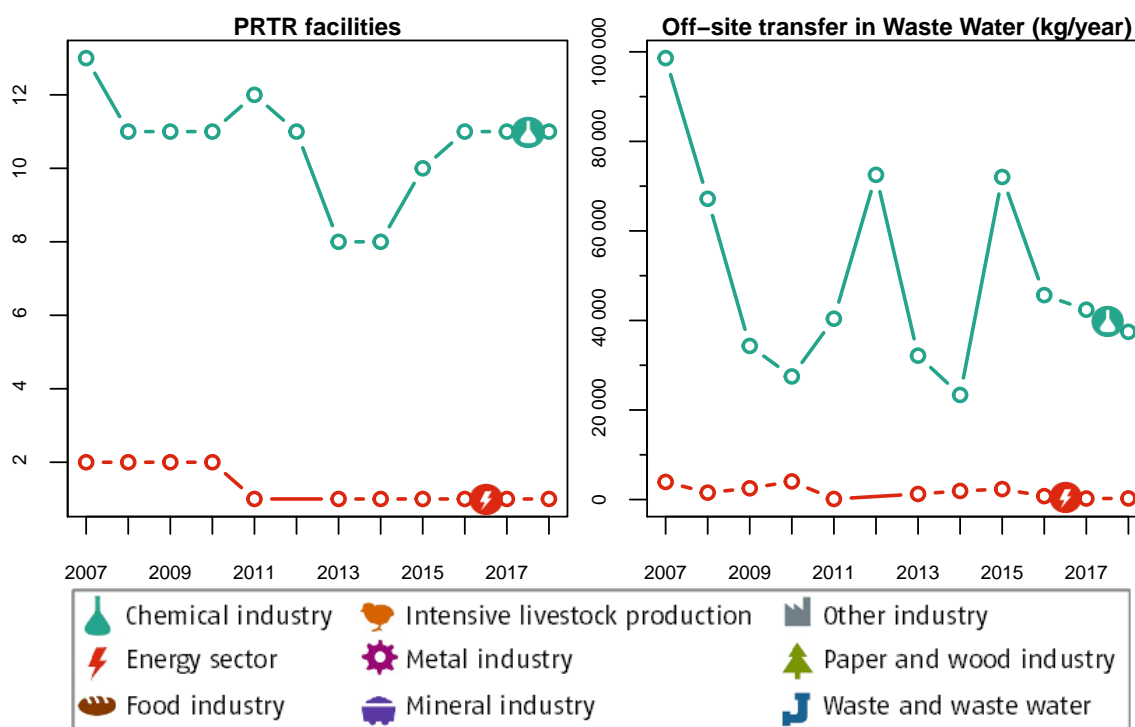 PRTR facilities
12
10
8
6
4
2
2007 2009 2011 2013 2015 2017
Off−site transfer in Waste Water (kg/year)
100 000
80 000
60 000
40 000
20 000
0
2007 2009 2011 2013 2015 2017
Chemical industry Intensive livestock production Other industry
Energy sector Metal industry Paper and wood industry
Food industry Mineral industry Waste and waste water